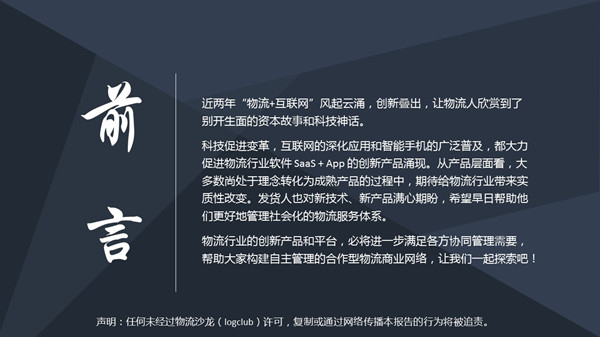 前言
近两年“物流+互联网”风起云涌，创新叠出，让物流人欣赏到了
别开生面的资本故事和科技神话。
科技促进变革，互联网的深化应用和智能手机的广泛普及，都大力
促进物流行业软件 SaaS + App 的创新产品涌现。从产品层面看，大
多数尚处于理念转化为成熟产品的过程中，期待给物流行业带来实
质性改变。发货人也对新技术、新产品满心期盼，希望早日帮助他
们更好地管理社会化的物流服务体系。
物流行业的创新产品和平台，必将进一步满足各方协同管理需要，
帮助大家构建自主管理的合作型物流商业网络，让我们一起探索吧！
声明：任何未经过物流沙龙（logclub）许可，复制或通过网络传播本报告的行为将被追责。